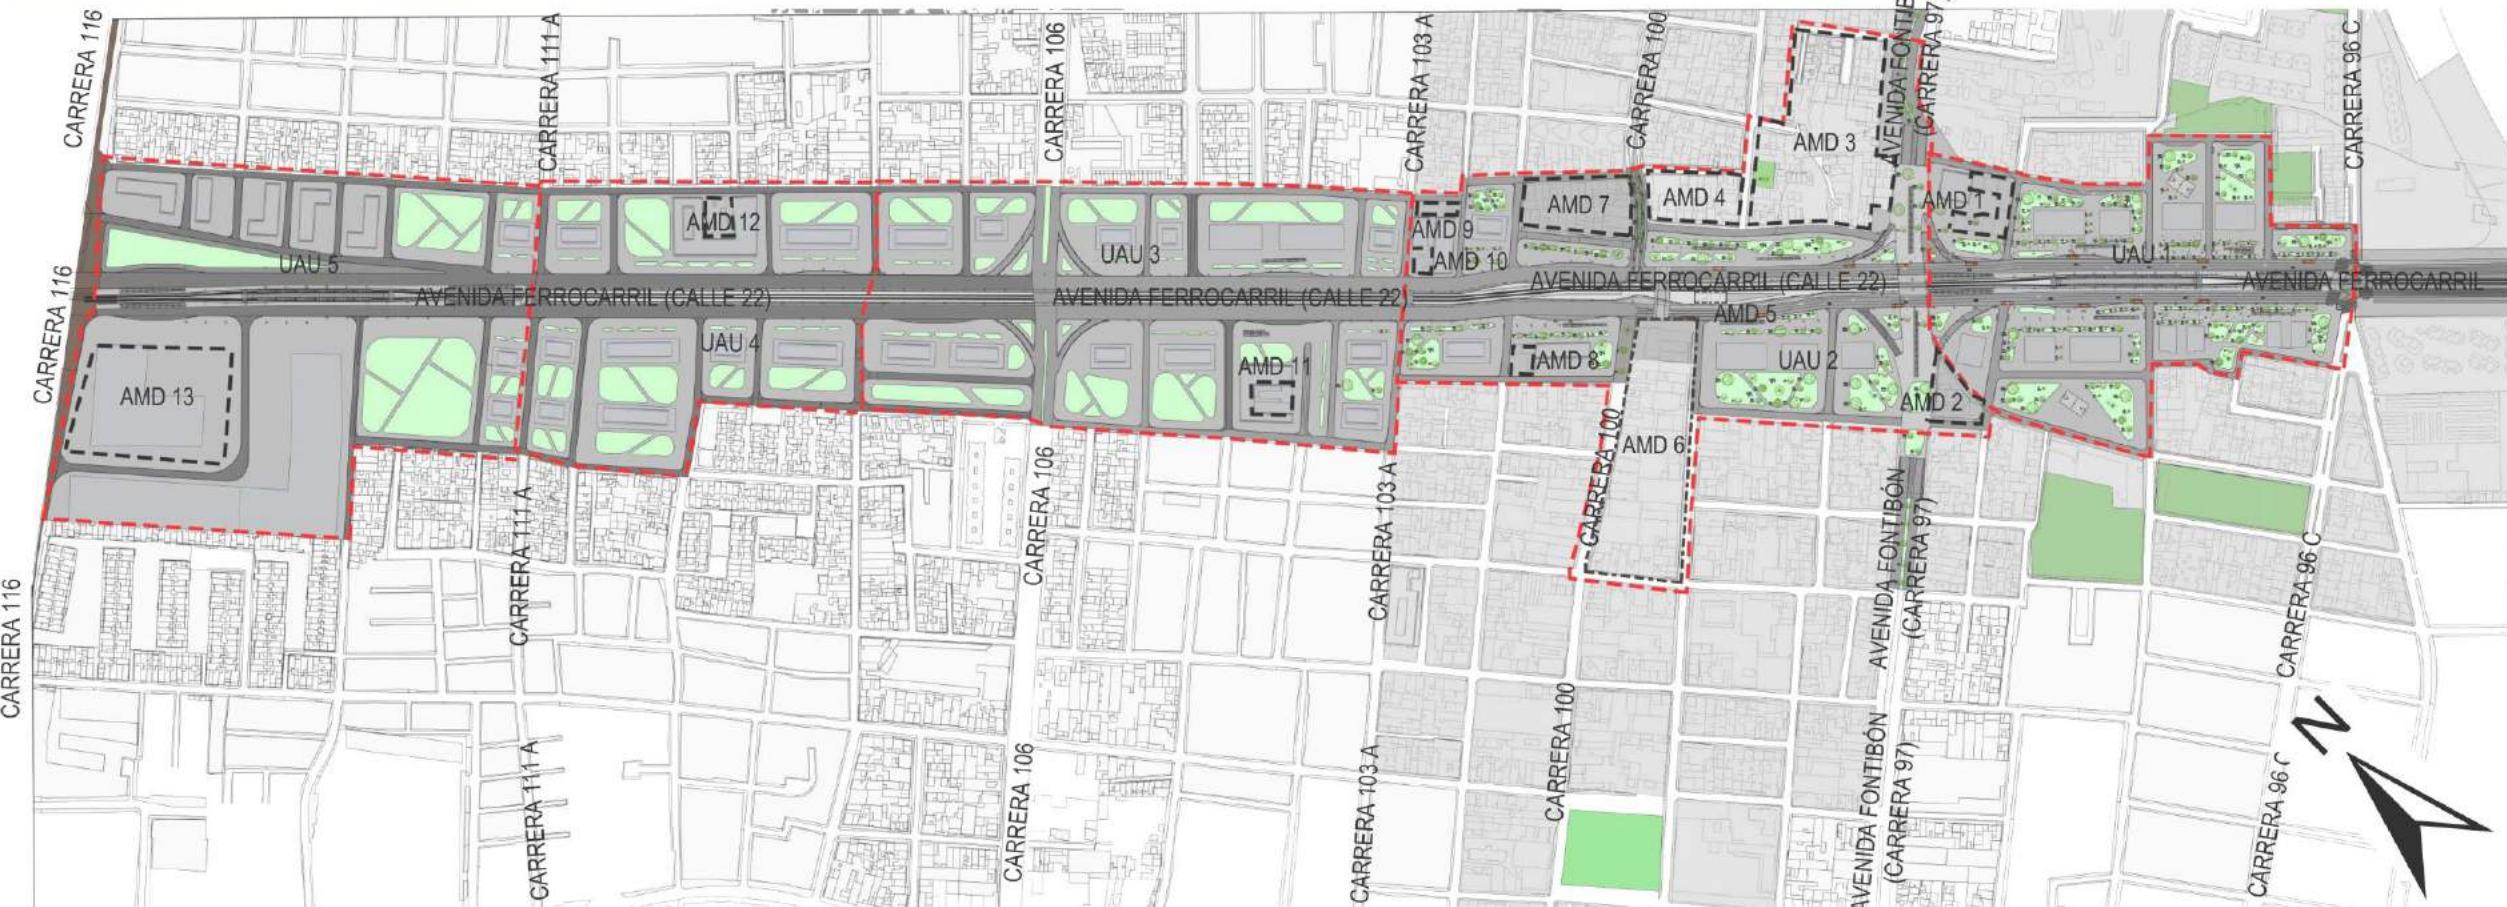 CARRERA 116
CARRERA 111 A
CARRERA 106
CARRERA 103 A
CARRERA 100
AVENIDA FONTIB
(CARRERA 97
CARRERA 96 C
AMD 3
AMD 12
AMD 7
AMD 4
AMD 1
AMD 9
AMD 10
UAU 5
UAU 3
UAU 1
CARRERA 116
AVENIDA FERROCARRIL (CALLE 22)
AVENIDA FERROCARRIL (CALLE 22)
AVENIDA FERROCARRIL (CALLE 22)
AVENIDA FERROCARRIL
AMD 5
UAU 4
AMD 11
AMD 8
UAU 2
AMD 13
AMD 2
AMD 6
CARRERA 100
CARRERA 111 A
CARRERA 106
CARRERA 103 A
AVENIDA FONTIBÓN
(CARRERA 97)
CARRERA 96 C
CARRERA 116
CARRERA 100
N
CARRERA 111 A
CARRERA 106
CARRERA 103 A
AVENIDA FONTIBÓN
(CARRERA 97)
CARRERA 96 C